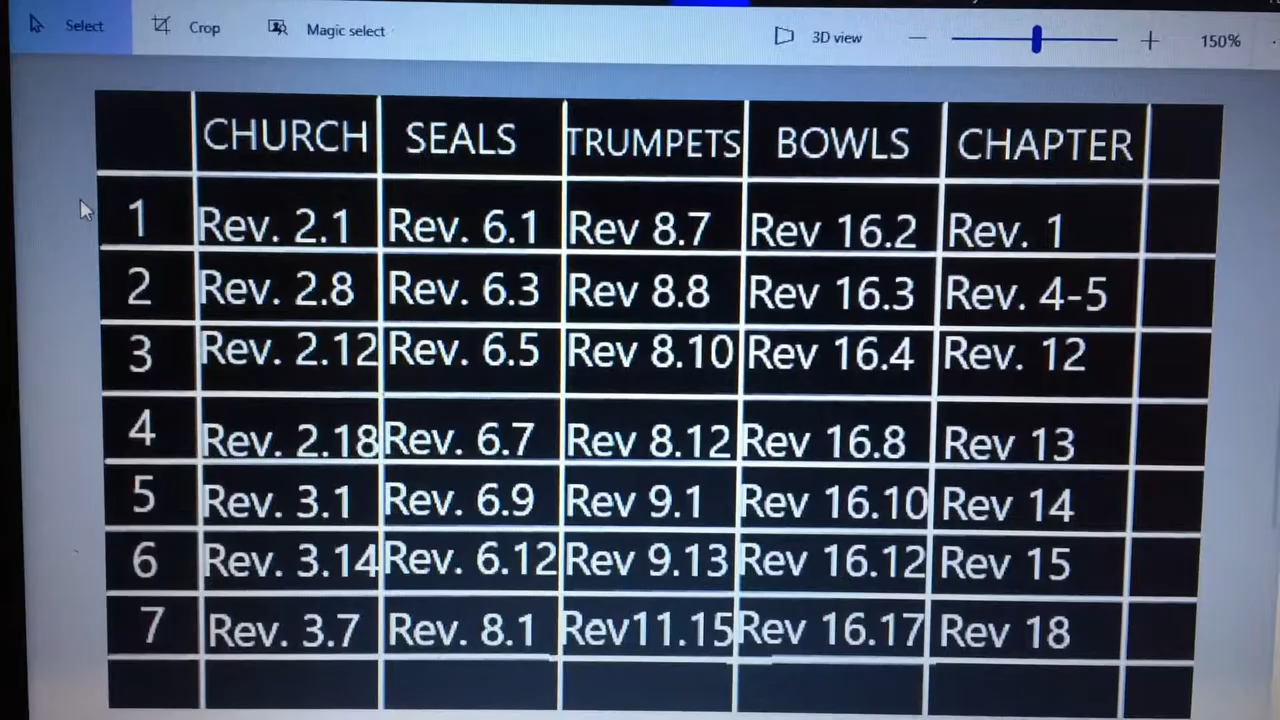 Select Crop Magic select 3D view 150%
CHURCH SEALS TRUMPETS BOWLS CHAPTER
1 Rev. 2.1 Rev. 6.1 Rev 8.7 Rev 16.2 Rev. 1
2 Rev. 2.8 Rev. 6.3 Rev 8.8 Rev 16.3 Rev. 4-5
3 Rev. 2.12 Rev. 6.5 Rev 8.10 Rev 16.4 Rev. 12
4 Rev. 2.18 Rev. 6.7 Rev 8.12 Rev 16.8 Rev 13
5 Rev. 3.1 Rev. 6.9 Rev 9.1 Rev 16.10 Rev 14
6 Rev. 3.14 Rev. 6.12 Rev 9.13 Rev 16.12 Rev 15
7 Rev. 3.7 Rev. 8.1 Rev11.15 Rev 16.17 Rev 18